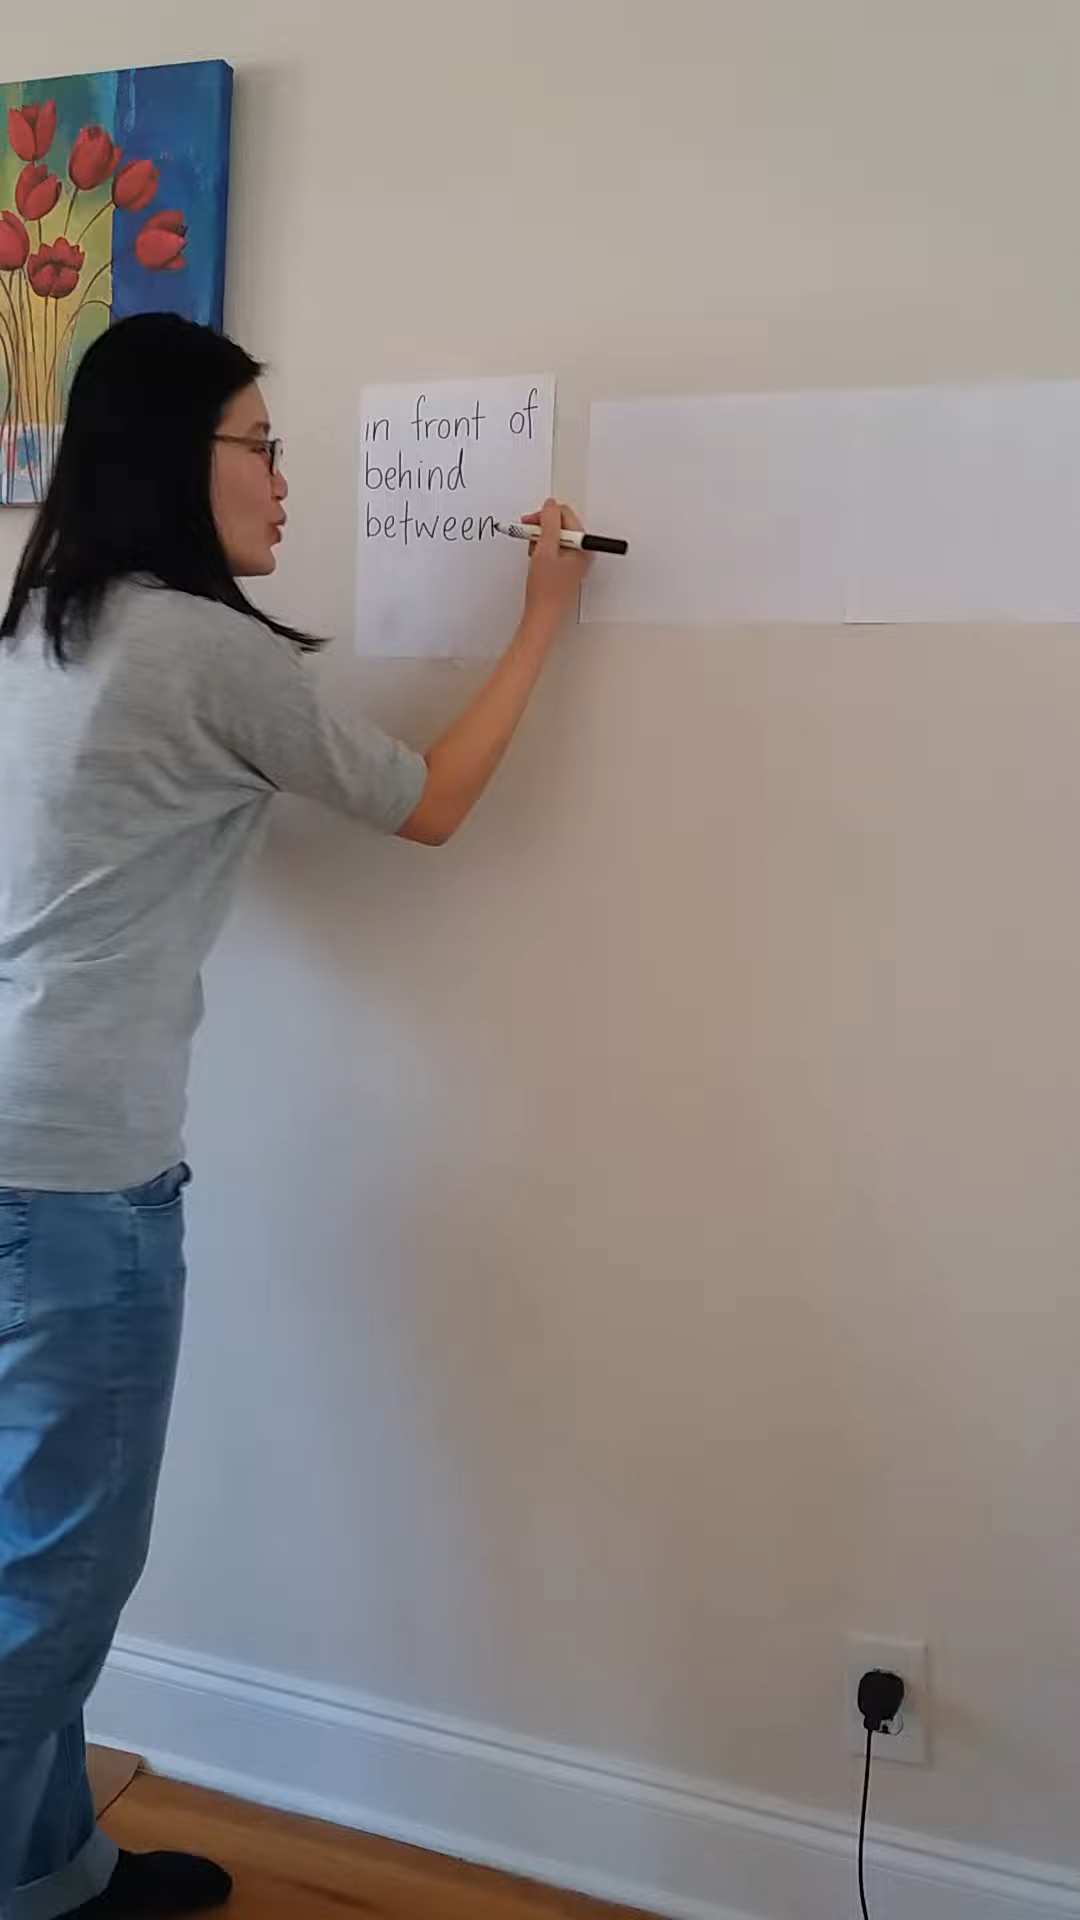 in front of
behind
between